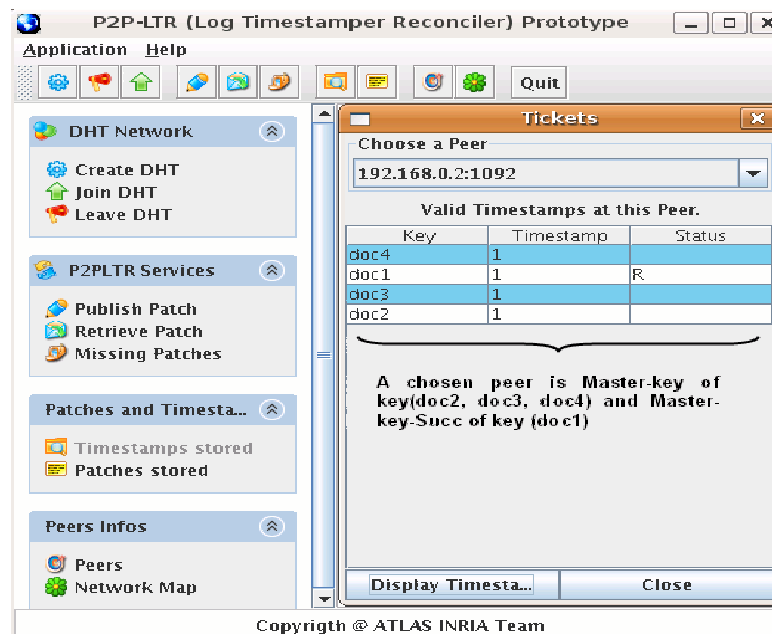 P2P-LTR (Log Timestamper Reconciler) Prototype
Application Help
Quit
DHT Network
Create DHT
Join DHT
Leave DHT
P2PLTR Services
Publish Patch
Retrieve Patch
Missing Patches
Patches and Timesta...
Timestamps stored
Patches stored
Peers Infos
Peers
Network Map
Tickets
Choose a Peer
192.168.0.2:1092
Valid Timestamps at this Peer.
Key Timestamp Status
doc4 1
doc1 1 R
doc3 1
doc2 1
A chosen peer is Master-key of
key(doc2, doc3, doc4) and Master-
key-Succ of key (doc1)
Display Timesta... Close
Copyrigth @ ATLAS INRIA Team